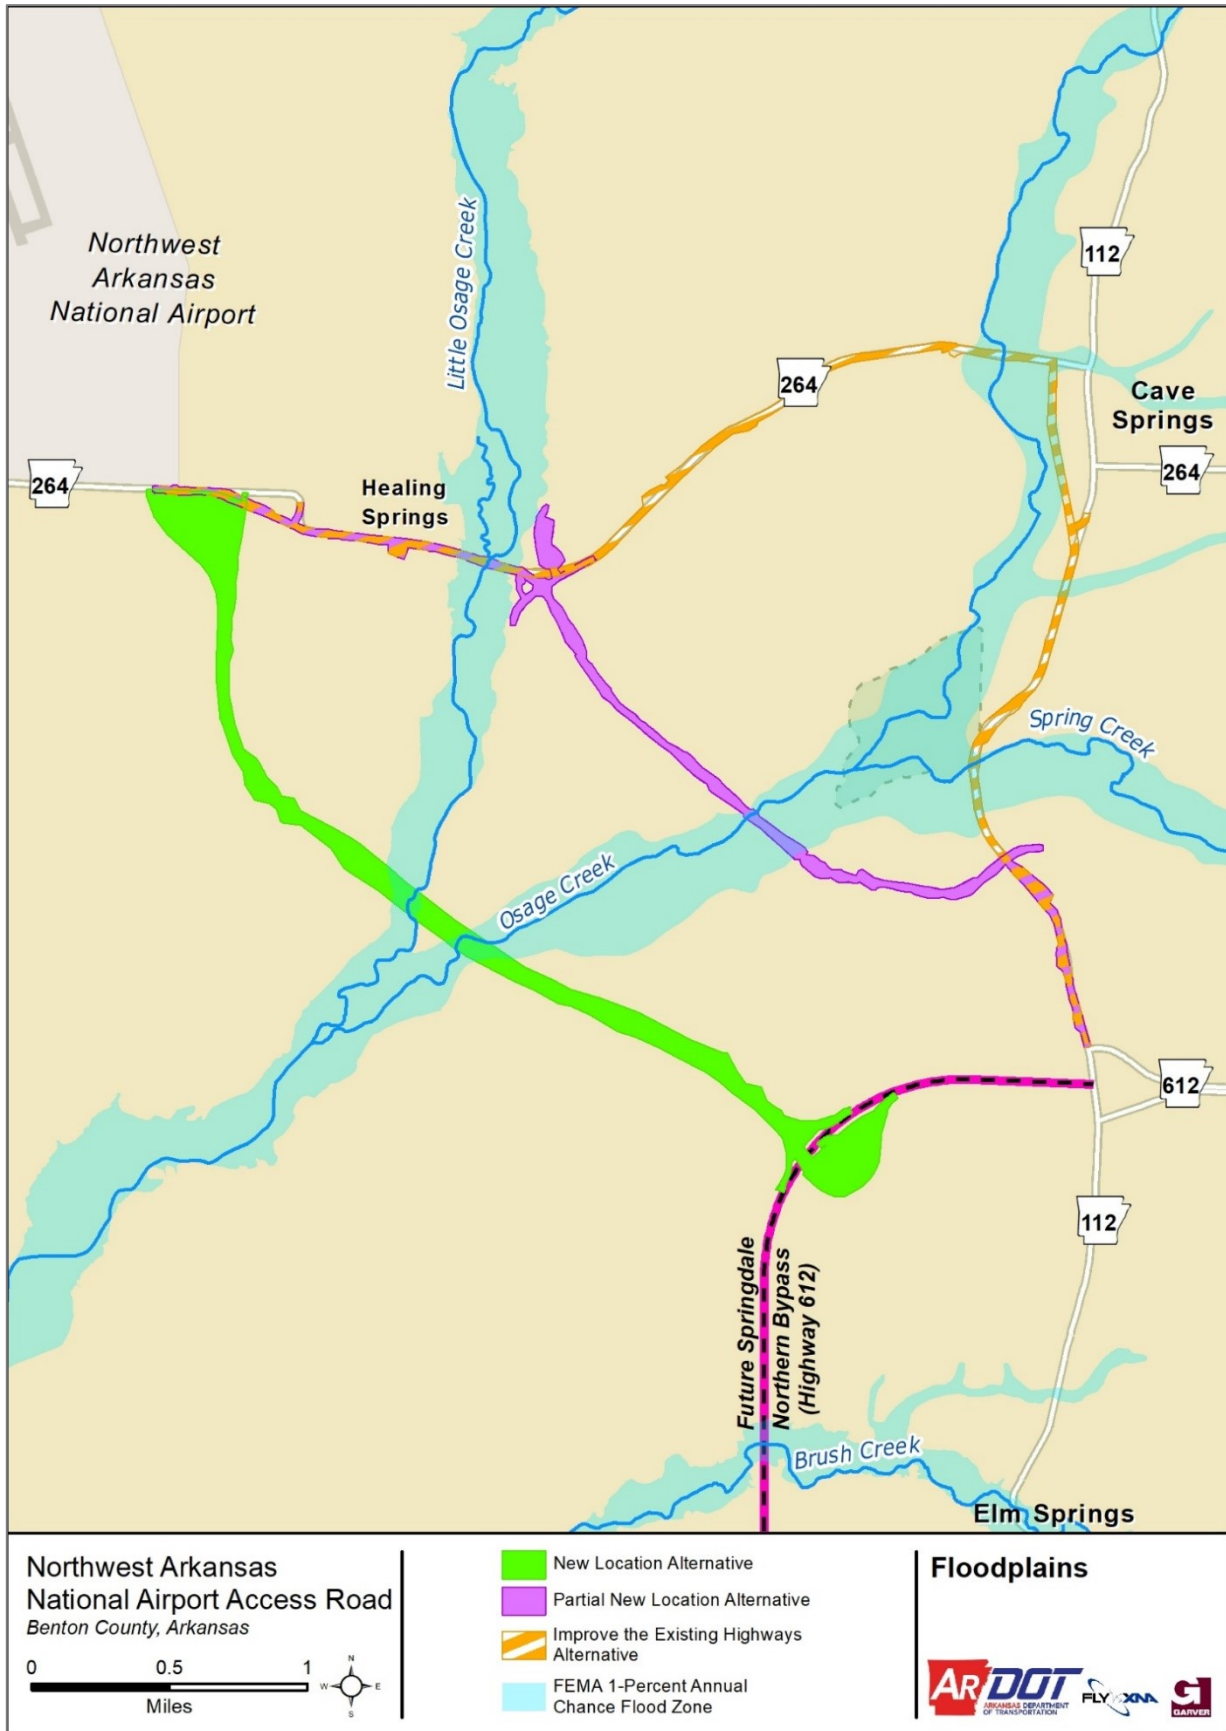 Northwest
Arkansas
National Airport
Little Osage Creek
112
264
Cave
Springs
264
264
Healing
Springs
Spring Creek
Osage Creek
612
112
Future Springdale
Northern Bypass
(Highway 612)
Brush Creek
Elm Springs
Northwest Arkansas
National Airport Access Road
Benton County, Arkansas
0 0.5 1
Miles
N
W E
S
New Location Alternative
Partial New Location Alternative
Improve the Existing Highways
Alternative
FEMA 1-Percent Annual
Chance Flood Zone
Floodplains
ARDOT
ARKANSAS DEPARTMENT
OF TRANSPORTATION
FLY XNA
G
GARVER